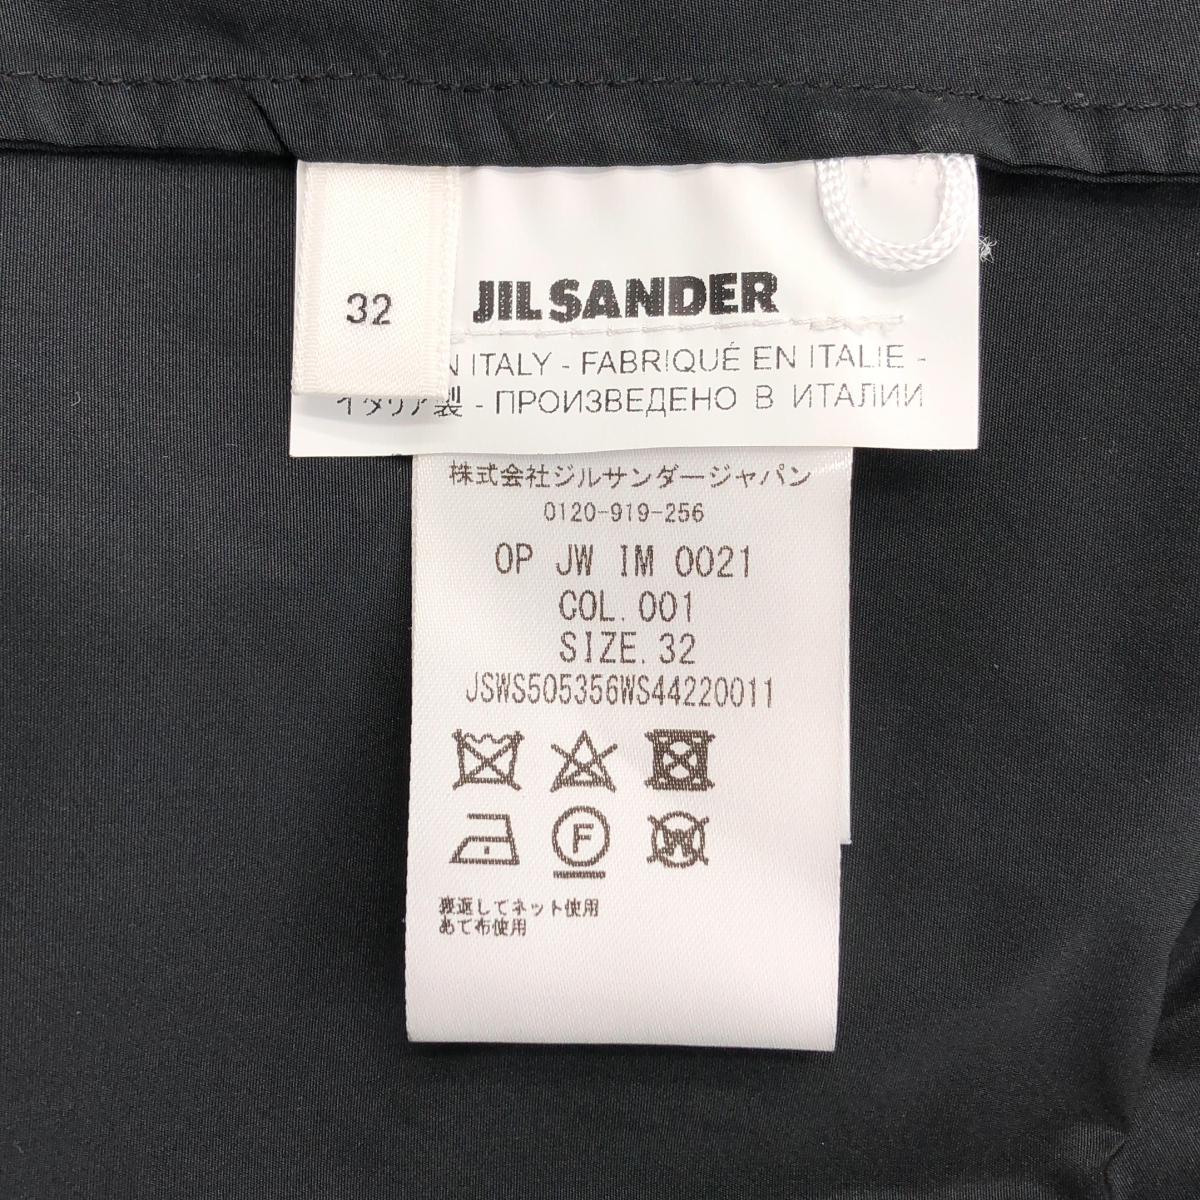 32
JIL SANDER
N ITALY - FABRIQUÉ EN ITALIE -
イタリア製 - ПРОИЗВЕДЕНО В ИТАЛИИ
株式会社ジルサンダージャパン
0120-919-256
OP JW IM 0021
COL. 001
SIZE. 32
JSWS505356WS44220011
F
W
裏返してネット使用
あて布使用